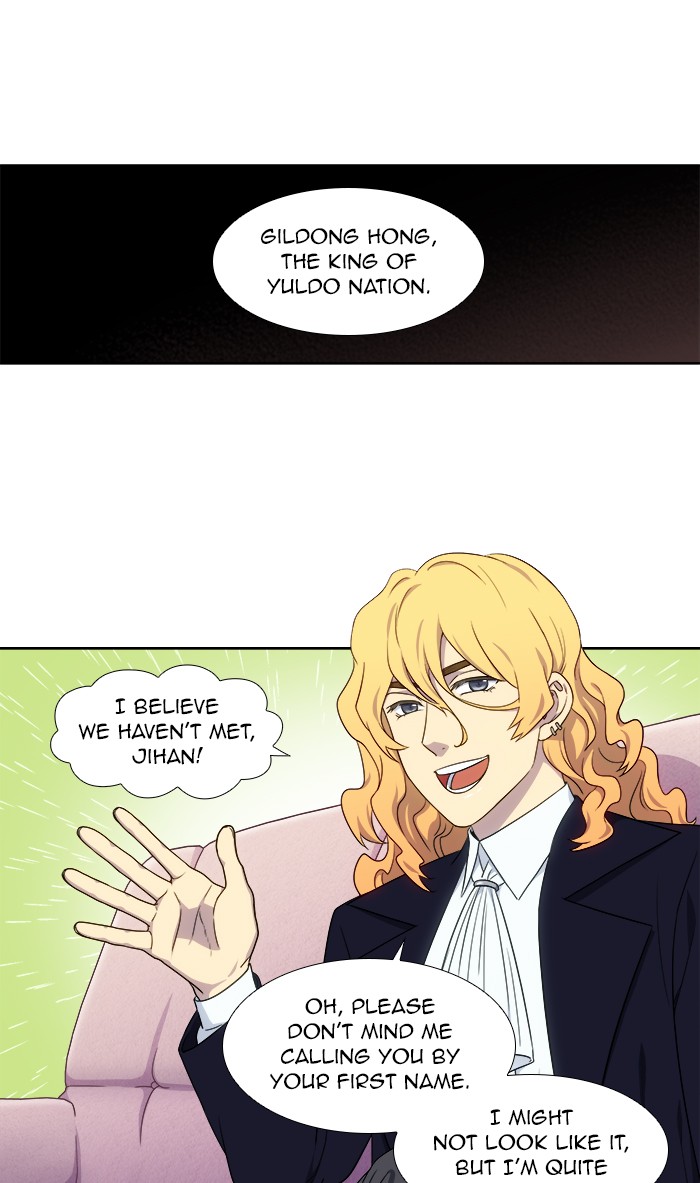 GILDONG HONG,
THE KING OF
YULDO NATION.
I BELIEVE
WE HAVEN'T MET,
JIHAN!
OH, PLEASE
DON'T MIND ME
CALLING YOU BY
YOUR FIRST NAME.
I MIGHT
NOT LOOK LIKE IT,
BUT I'M QUITE